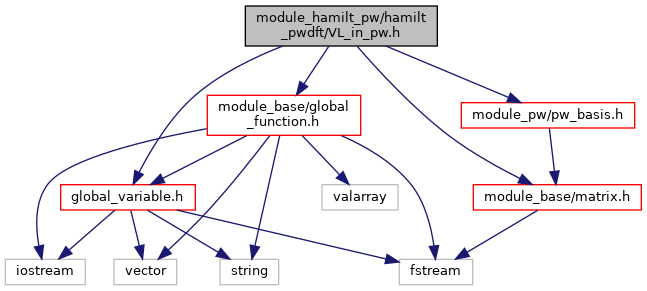 module_hamilt_pw/hamilt
_pwdft/VL_in_pw.h
module_base/global
_function.h
module_pw/pw_basis.h
global_variable.h
valarray
module_base/matrix.h
iostream
vector
string
fstream